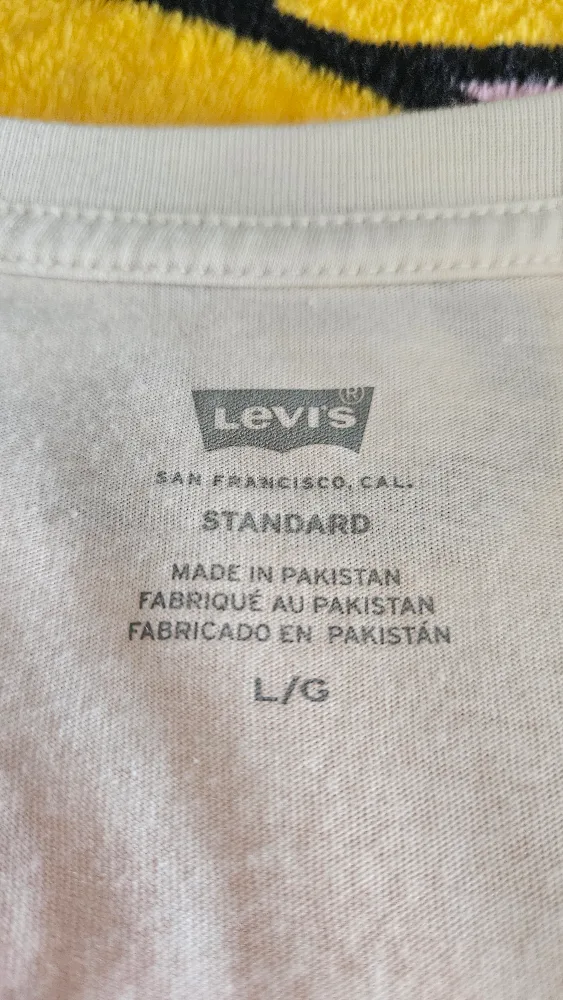 Levi's®
SAN FRANCISCO, CAL.
STANDARD
MADE IN PAKISTAN
FABRIQUÉ AU PAKISTAN
FABRICADO EN PAKISTÁN
L/G